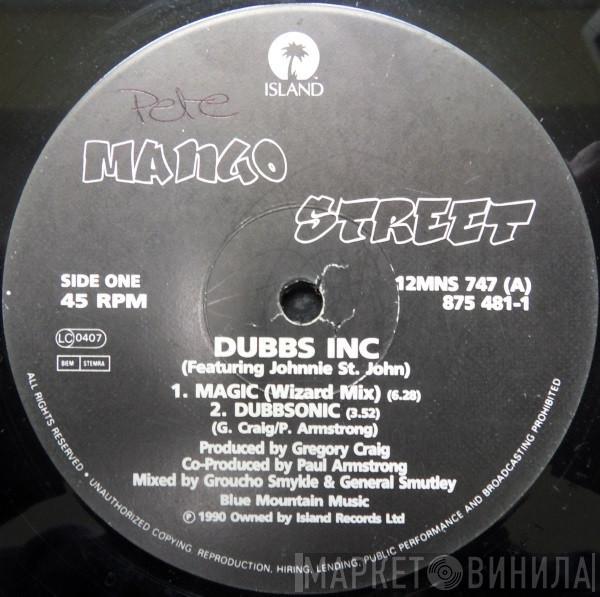 ISLAND
Pete
MANGO
STREET
SIDE ONE
45 RPM
12MNS 747 (A)
875 481-1
LC 0407
BIEM STEMRA
DUBBS INC
(Featuring Johnnie St. John)
1. MAGIC (Wizard Mix) (6.28)
2. DUBBSONIC (3.52)
(G. Craig/P. Armstrong)
Produced by Gregory Craig
Co-Produced by Paul Armstrong
Mixed by Groucho Smykle & General Smutley
Blue Mountain Music
℗ 1990 Owned by Island Records Ltd
ALL RIGHTS RESERVED • UNAUTHORIZED COPYING, REPRODUCTION, HIRING, LENDING, PUBLIC PERFORMANCE AND BROADCASTING PROHIBITED
МАРКЕТ ВИНИЛА